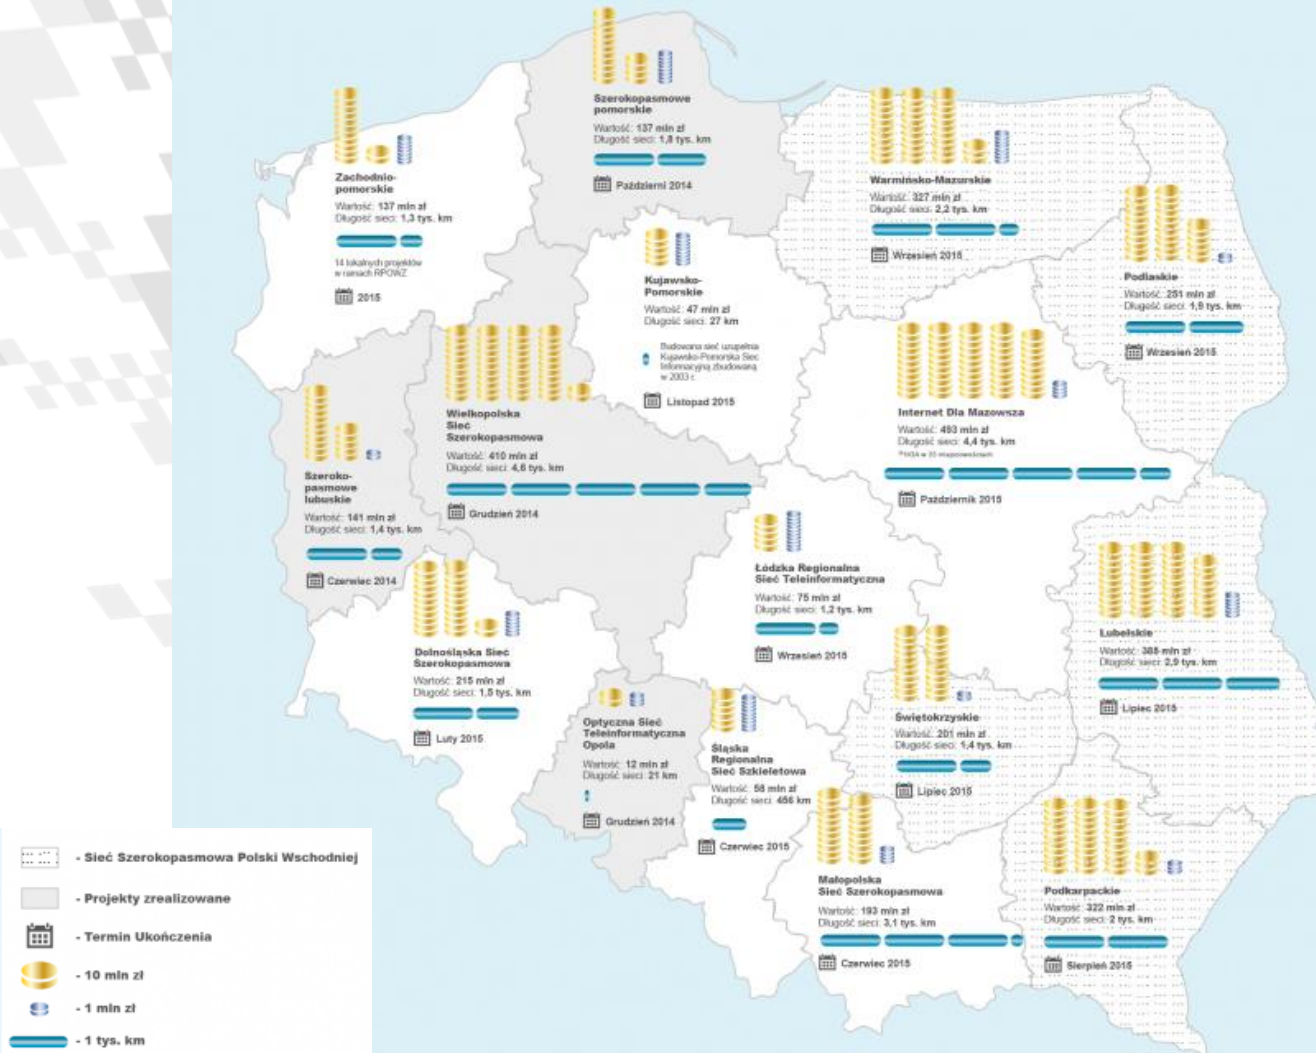 Szerokopasmowe
pomorskie
Wartość: 137 mln zł
Długość sieci: 1,8 tys. km
Październi 2014
Zachodnio-
pomorskie
Wartość: 137 mln zł
Długość sieci: 1,3 tys. km
14 lokalnych projektów
w ramach RPOWZ
2015
Warmińsko-Mazurskie
Wartość: 327 mln zł
Długość sieci: 2,2 tys. km
Wrzesień 2015
Podlaskie
Wartość: 251 mln zł
Długość sieci: 1,9 tys. km
Wrzesień 2015
Kujawsko-
Pomorskie
Wartość: 47 mln zł
Długość sieci: 27 km
Budowana sieć uzupełnia
Kujawsko-Pomorska Sieć
Informacyjną zbudowaną
w 2003 r.
Listopad 2015
Wielkopolska
Sieć
Szerokopasmowa
Wartość: 410 mln zł
Długość sieci: 4,6 tys. km
Grudzień 2014
Internet Dla Mazowsza
Wartość: 493 mln zł
Długość sieci: 4,4 tys. km
Październik 2015
Szeroko-
pasmowe
lubuskie
Wartość: 141 mln zł
Długość sieci: 1,4 tys. km
Czerwiec 2014
Łódzka Regionalna
Sieć Teleinformatyczna
Wartość: 75 mln zł
Długość sieci: 1,2 tys. km
Wrzesień 2015
Lubelskie
Wartość: 385 mln zł
Długość sieci: 2,9 tys. km
Lipiec 2015
Dolnośląska Sieć
Szerokopasmowa
Wartość: 215 mln zł
Długość sieci: 1,5 tys. km
Luty 2015
Optyczna Sieć
Teleinformatyczna
Opola
Wartość: 12 mln zł
Długość sieci: 21 km
Grudzień 2014
Śląska
Regionalna
Sieć Szkieletowa
Wartość: 58 mln zł
Długość sieci: 456 km
Czerwiec 2015
Świętokrzyskie
Wartość: 201 mln zł
Długość sieci: 1,4 tys. km
Lipiec 2015
Małopolska
Sieć Szerokopasmowa
Wartość: 193 mln zł
Długość sieci: 3,1 tys. km
Czerwiec 2015
Podkarpackie
Wartość: 322 mln zł
Długość sieci: 2 tys. km
Sierpień 2015
- Sieć Szerokopasmowa Polski Wschodniej
- Projekty zrealizowane
- Termin Ukończenia
- 10 mln zł
- 1 mln zł
- 1 tys. km